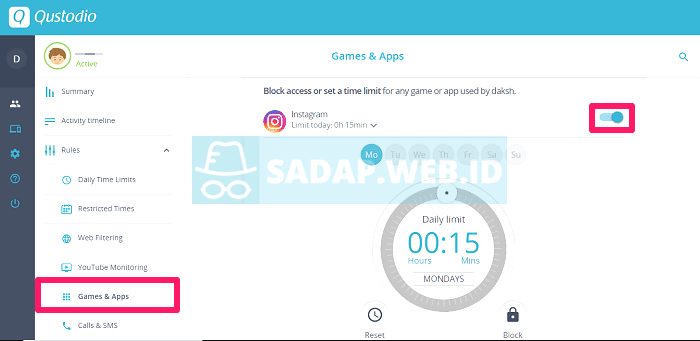 Qustodio
D
Active
Summary
Activity timeline
Rules
Daily Time Limits
Restricted Times
Web Filtering
YouTube Monitoring
Games & Apps
Calls & SMS
Games & Apps
Block access or set a time limit for any game or app used by daksh.
Instagram
Limit today: 0h 15min
SADAP.WEB.ID
Mo Tu We Th Fr Sa Su
Daily limit
00:15
Hours Mins
MONDAYS
Reset Block